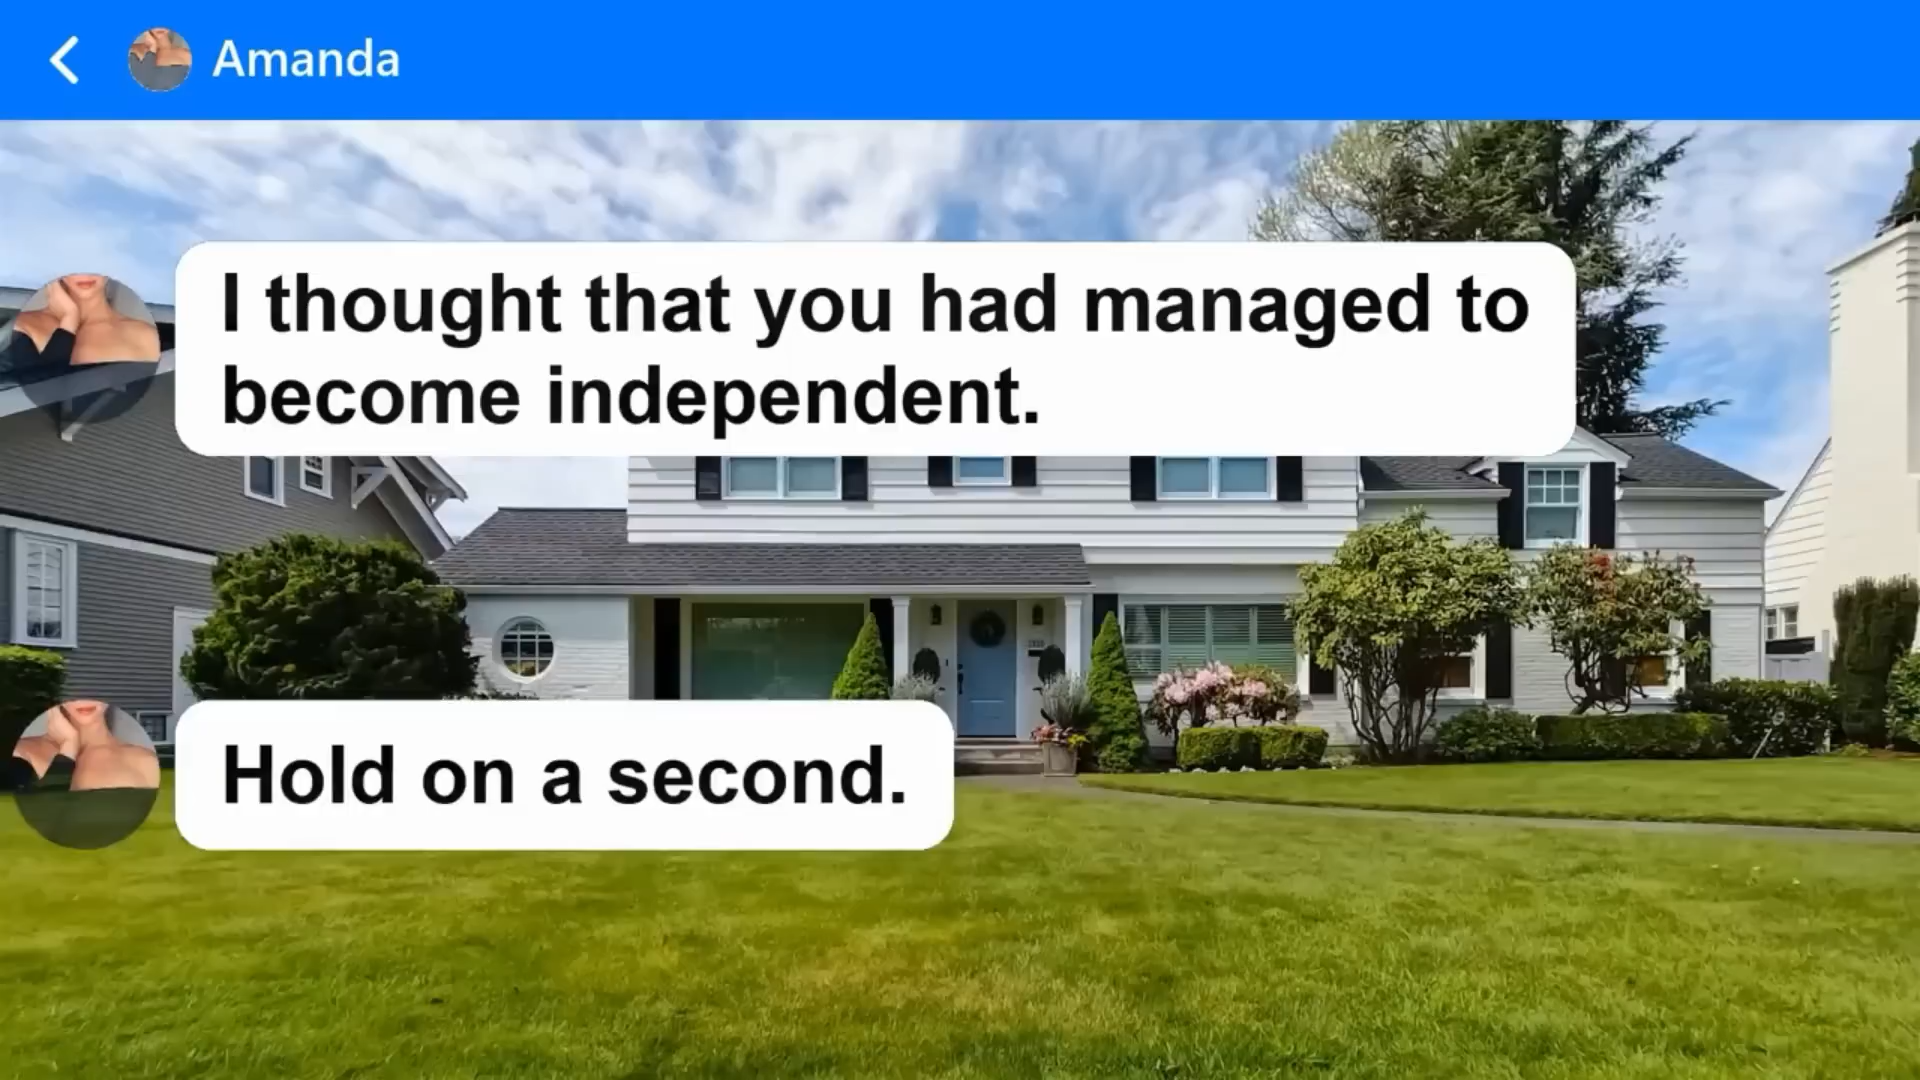 Amanda
I thought that you had managed to
become independent.
Hold on a second.